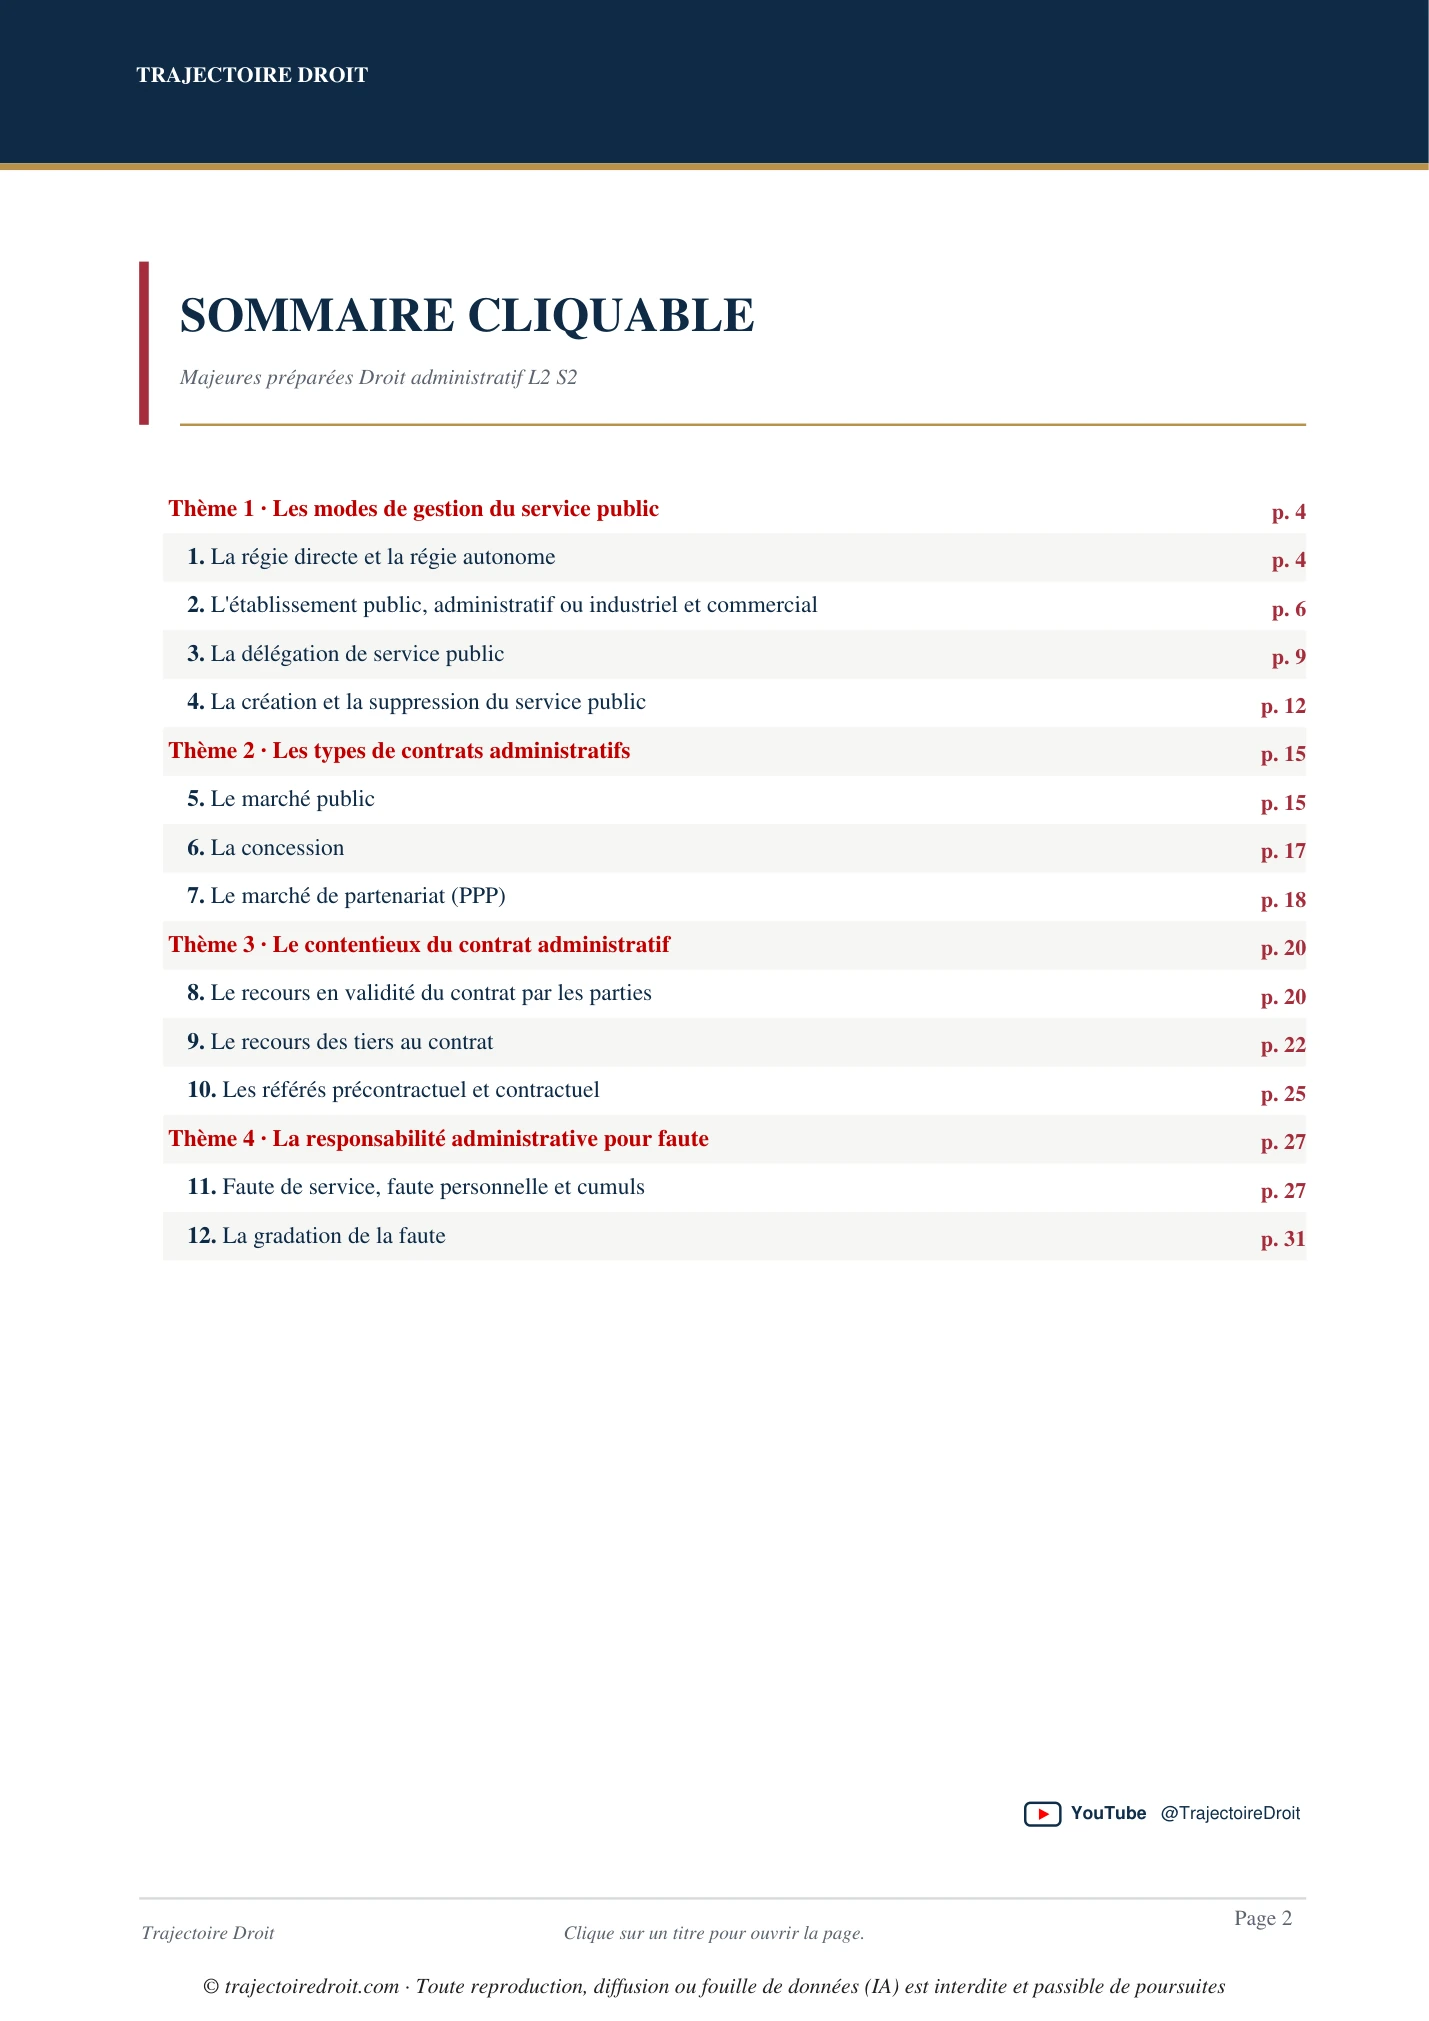 TRAJECTOIRE DROIT
SOMMAIRE CLIQUABLE
Majeures préparées Droit administratif L2 S2
Thème 1 · Les modes de gestion du service public p. 4
1. La régie directe et la régie autonome p. 4
2. L'établissement public, administratif ou industriel et commercial p. 6
3. La délégation de service public p. 9
4. La création et la suppression du service public p. 12
Thème 2 · Les types de contrats administratifs p. 15
5. Le marché public p. 15
6. La concession p. 17
7. Le marché de partenariat (PPP) p. 18
Thème 3 · Le contentieux du contrat administratif p. 20
8. Le recours en validité du contrat par les parties p. 20
9. Le recours des tiers au contrat p. 22
10. Les référés précontractuel et contractuel p. 25
Thème 4 · La responsabilité administrative pour faute p. 27
11. Faute de service, faute personnelle et cumuls p. 27
12. La gradation de la faute p. 31
YouTube @TrajectoireDroit
Page 2
Trajectoire Droit Clique sur un titre pour ouvrir la page.
© trajectoiredroit.com · Toute reproduction, diffusion ou fouille de données (IA) est interdite et passible de poursuites